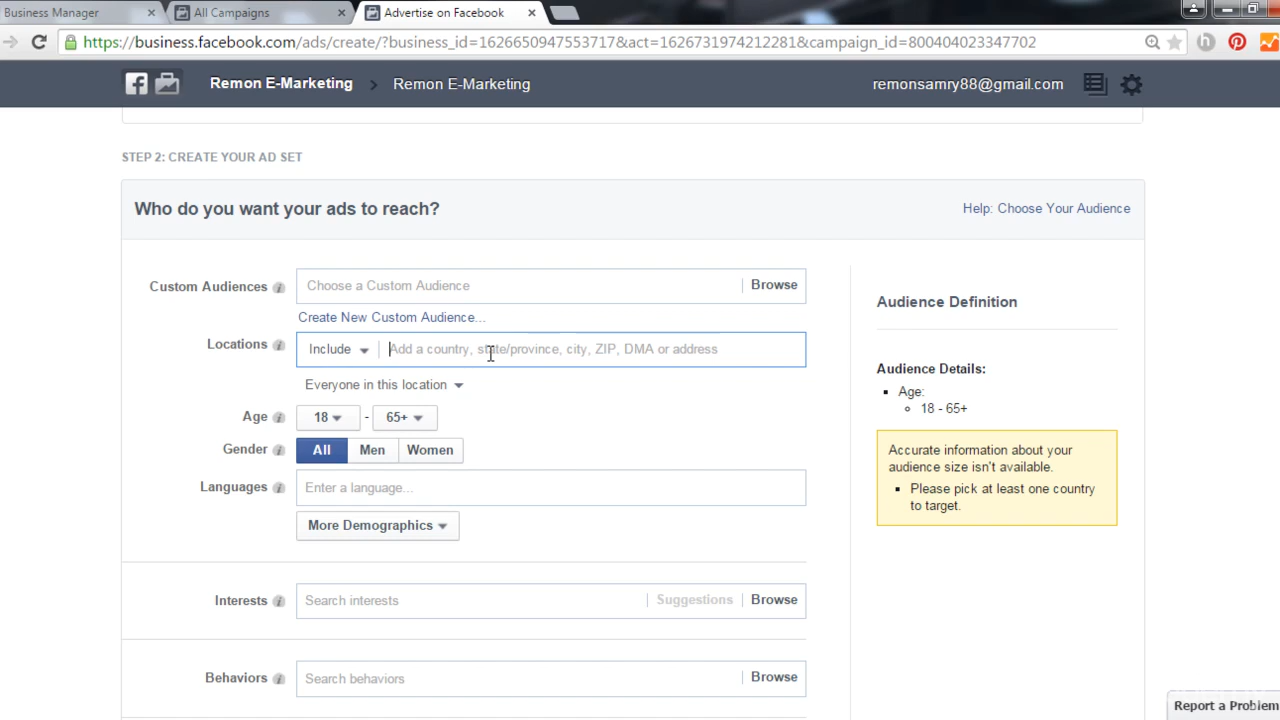 Business Manager
All Campaigns
Advertise on Facebook
https://business.facebook.com/ads/create/?business_id=1626650947553717&act=1626731974212281&campaign_id=800404023347702
Remon E-Marketing > Remon E-Marketing
remonsamry88@gmail.com
STEP 2: CREATE YOUR AD SET
Who do you want your ads to reach?
Help: Choose Your Audience
Custom Audiences
Choose a Custom Audience
Browse
Create New Custom Audience...
Locations
Include
Add a country, state/province, city, ZIP, DMA or address
Everyone in this location
Age
18 - 65+
Gender
All Men Women
Languages
Enter a language...
More Demographics
Interests
Search interests
Suggestions
Browse
Behaviors
Search behaviors
Browse
Audience Definition
Audience Details:
Age:
18 - 65+
Accurate information about your
audience size isn't available.
Please pick at least one country
to target.
Report a Problem